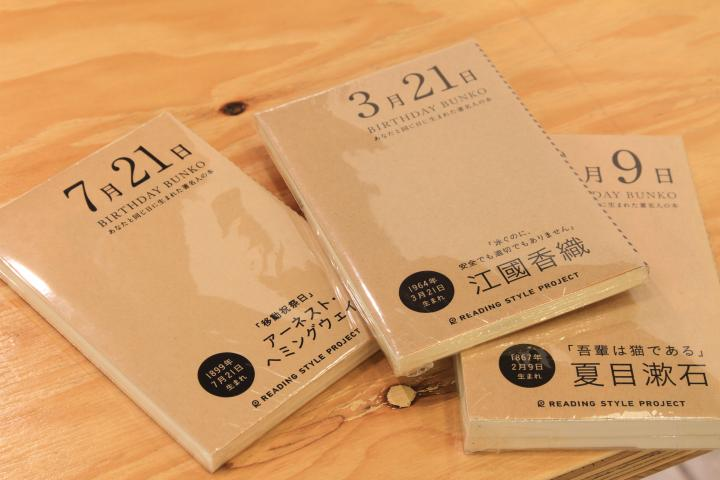 7月21日
BIRTHDAY BUNKO
あなたと同じ日に生まれた著名人の本
「移動祝祭日」
アーネスト・
ヘミングウェイ
1899年
7月21日
生まれ
READING STYLE PROJECT
3月21日
BIRTHDAY BUNKO
あなたと同じ日に生まれた著名人の本
「泳ぐのに、
安全でも適切でもありません」
江國香織
1964年
3月21日
生まれ
READING STYLE PROJECT
月9日
DAY BUNKO
に生まれた著名人の本
「吾輩は猫である」
夏目漱石
1867年
2月9日
生まれ
READING STYLE PROJECT